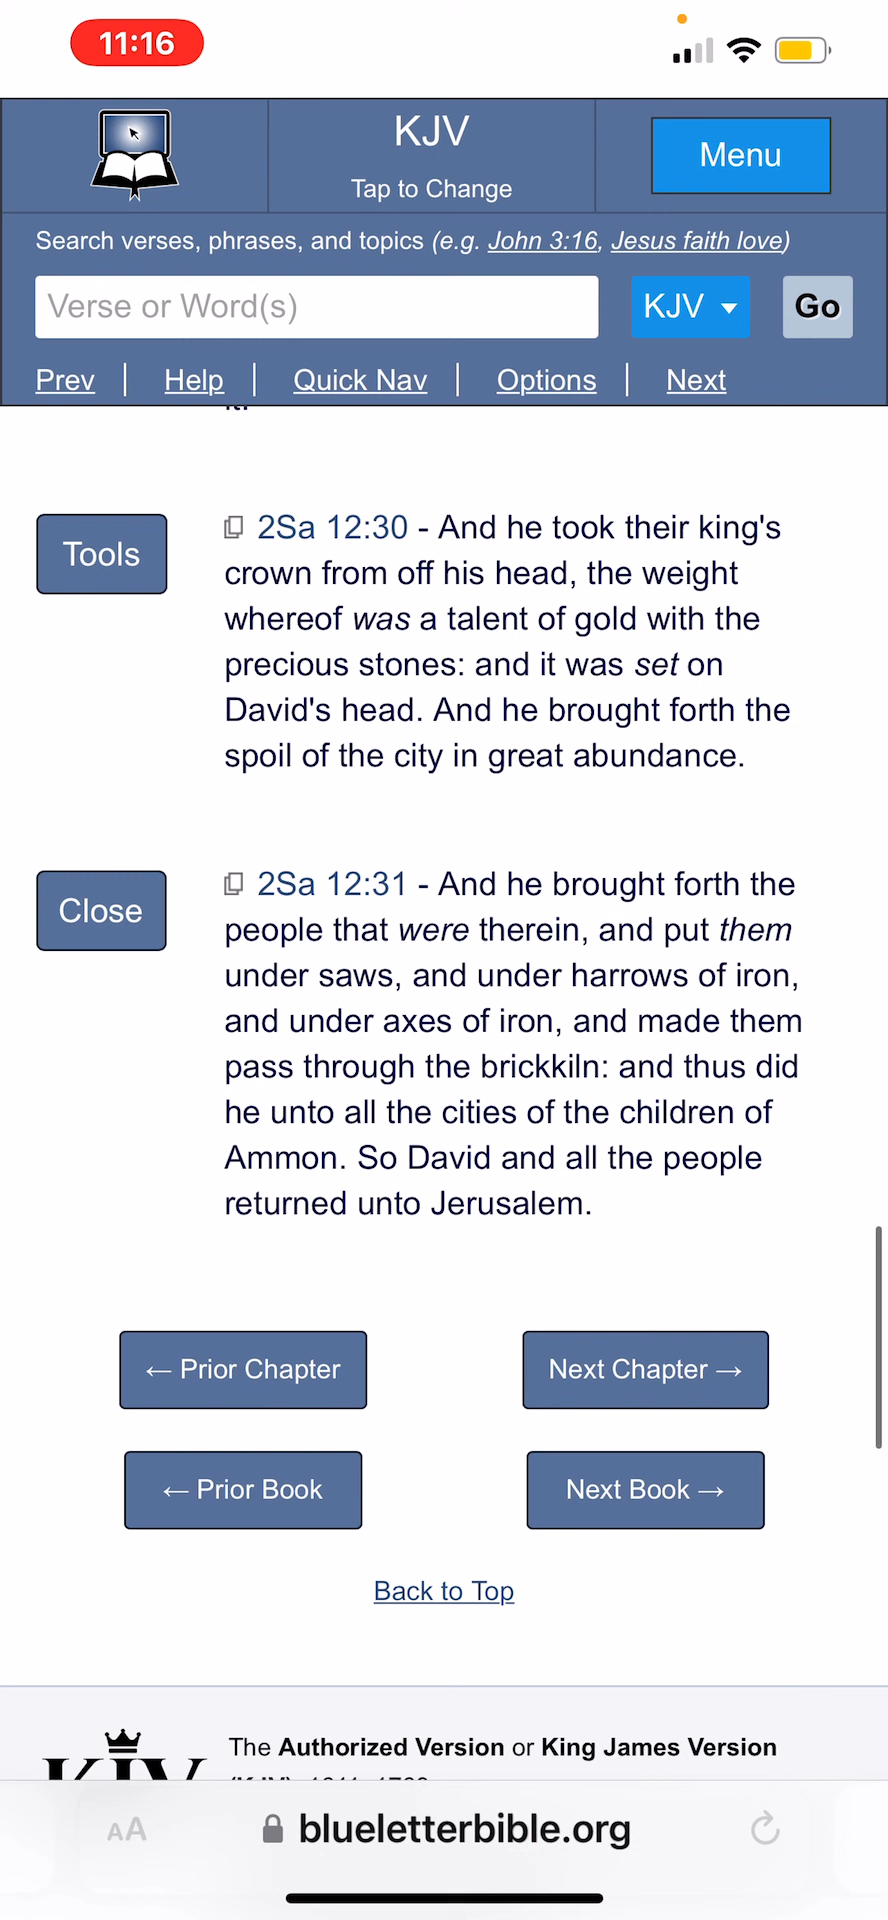 11:16
KJV
Tap to Change
Menu
Search verses, phrases, and topics (e.g. John 3:16, Jesus faith love)
Verse or Word(s)
KJV
Go
Prev | Help | Quick Nav | Options | Next
Tools
2Sa 12:30 - And he took their king's
crown from off his head, the weight
whereof was a talent of gold with the
precious stones: and it was set on
David's head. And he brought forth the
spoil of the city in great abundance.
Close
2Sa 12:31 - And he brought forth the
people that were therein, and put them
under saws, and under harrows of iron,
and under axes of iron, and made them
pass through the brickkiln: and thus did
he unto all the cities of the children of
Ammon. So David and all the people
returned unto Jerusalem.
← Prior Chapter
Next Chapter →
← Prior Book
Next Book →
Back to Top
KJV
The Authorized Version or King James Version
AA
blueletterbible.org